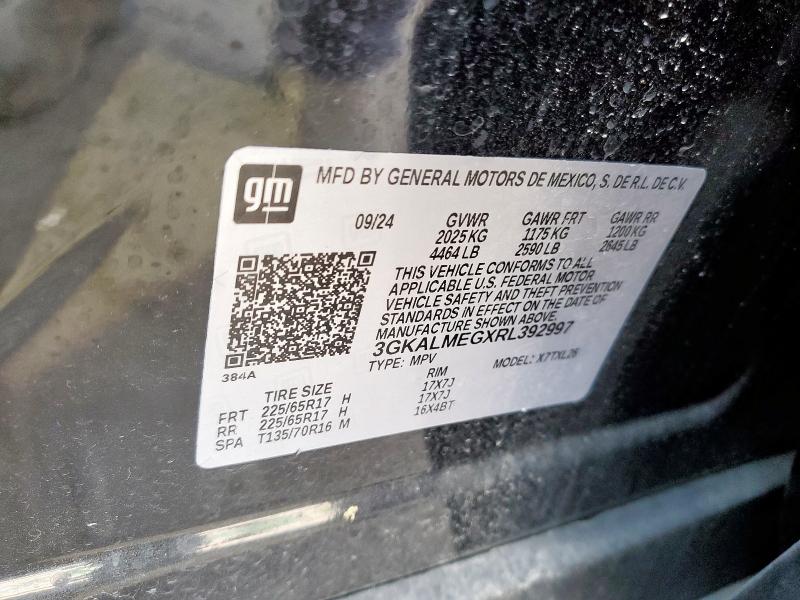 gm
MFD BY GENERAL MOTORS DE MEXICO, S. DE R.L. DE C.V.
09/24 GVWR GAWR FRT GAWR RR
2025 KG 1175 KG 1200 KG
4464 LB 2590 LB 2645 LB
THIS VEHICLE CONFORMS TO ALL
APPLICABLE U.S. FEDERAL MOTOR
VEHICLE SAFETY AND THEFT PREVENTION
STANDARDS IN EFFECT ON THE DATE OF
MANUFACTURE SHOWN ABOVE.
3GKALMEGXRL392997
TYPE: MPV MODEL: X7TXL26
384A
TIRE SIZE RIM
FRT 225/65R17 H 17X7J
RR 225/65R17 H 17X7J
SPA T135/70R16 M 16X4BT